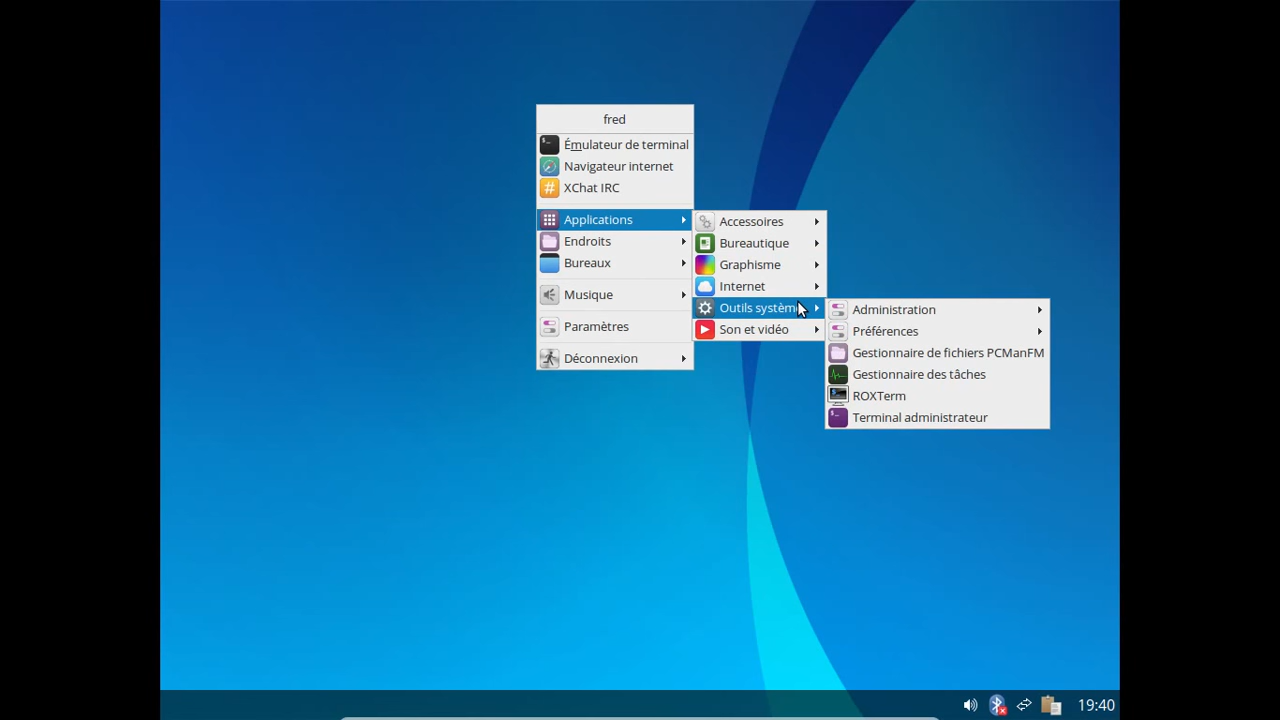 fred
Émulateur de terminal
Navigateur internet
XChat IRC
Applications
Endroits
Bureaux
Musique
Paramètres
Déconnexion
Accessoires
Bureautique
Graphisme
Internet
Outils système
Son et vidéo
Administration
Préférences
Gestionnaire de fichiers PCManFM
Gestionnaire des tâches
ROXTerm
Terminal administrateur
19:40